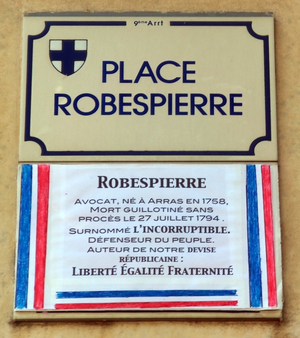 9ème Arrt
PLACE
ROBESPIERRE
ROBESPIERRE
AVOCAT, NÉ À ARRAS EN 1758,
MORT GUILLOTINÉ SANS
PROCÈS LE 27 JUILLET 1794.
SURNOMMÉ L'INCORRUPTIBLE.
DÉFENSEUR DU PEUPLE.
AUTEUR DE NOTRE DEVISE
RÉPUBLICAINE :
LIBERTÉ ÉGALITÉ FRATERNITÉ